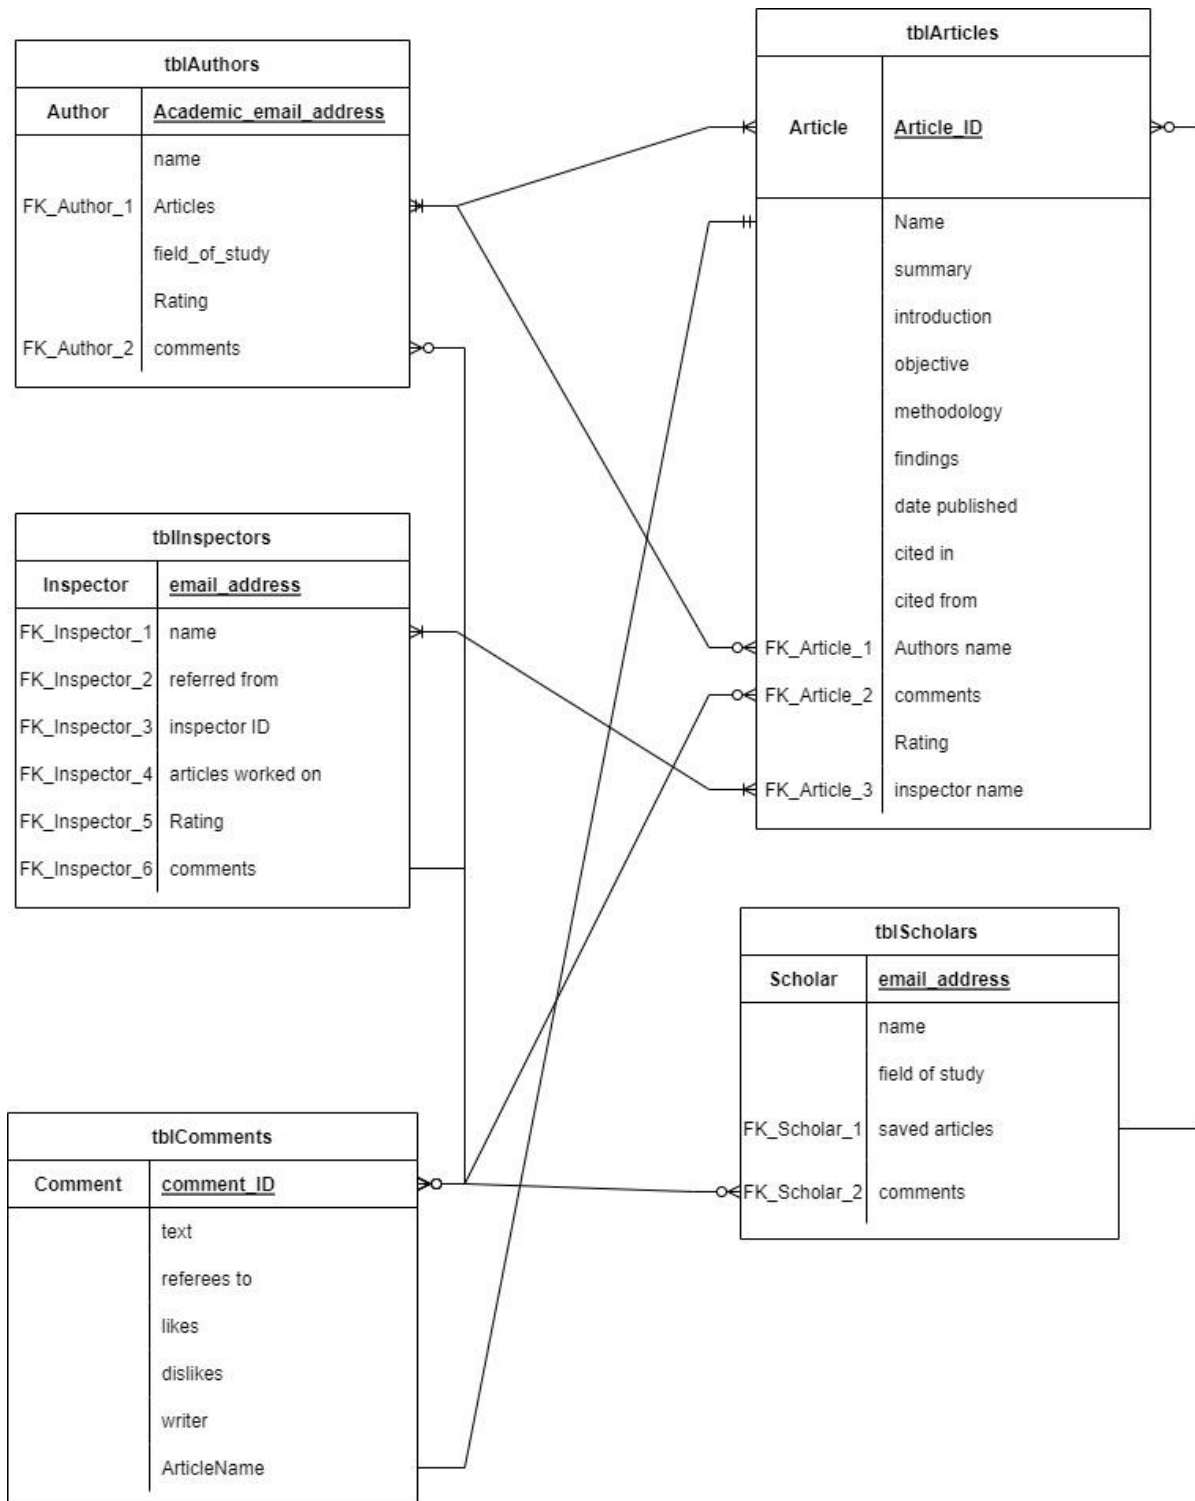 tblAuthors
Author Academic_email_address
name
FK_Author_1 Articles
field_of_study
Rating
FK_Author_2 comments
tblArticles
Article Article_ID
Name
summary
introduction
objective
methodology
findings
date published
cited in
cited from
FK_Article_1 Authors name
FK_Article_2 comments
Rating
FK_Article_3 inspector name
tblInspectors
Inspector email_address
FK_Inspector_1 name
FK_Inspector_2 referred from
FK_Inspector_3 inspector ID
FK_Inspector_4 articles worked on
FK_Inspector_5 Rating
FK_Inspector_6 comments
tblScholars
Scholar email_address
name
field of study
FK_Scholar_1 saved articles
FK_Scholar_2 comments
tblComments
Comment comment_ID
text
referees to
likes
dislikes
writer
ArticleName